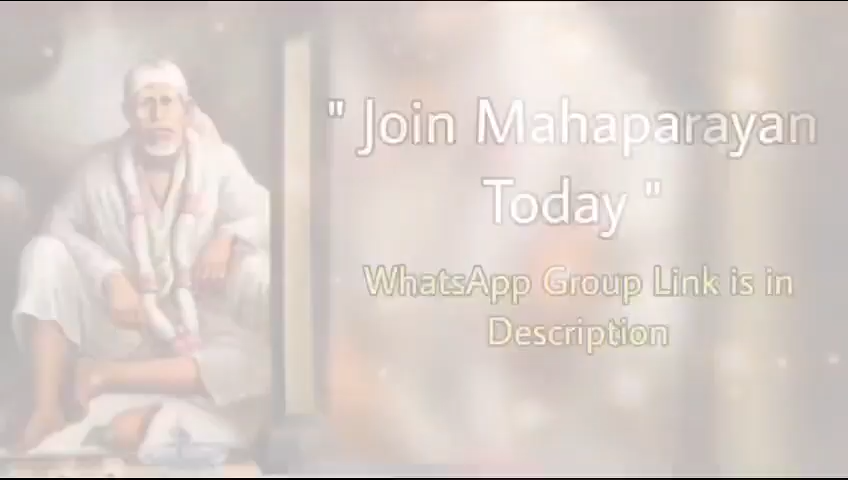 " Join Mahaparayan
Today "
WhatsApp Group Link is in
Description